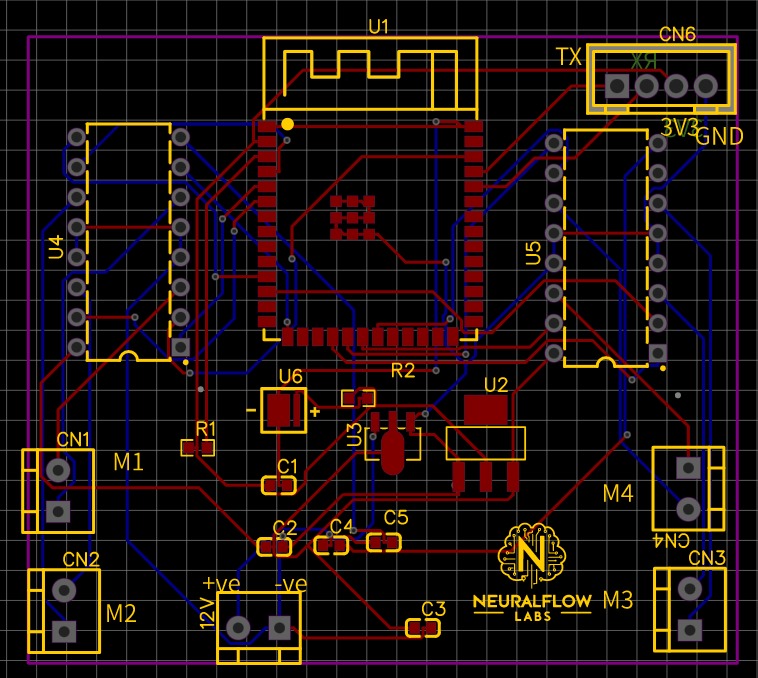 U1
CN6
TX
RX
3V3
GND
U4
U5
R2
U6
U2
- +
R1
U3
CN1
M1
C1
M4
C2
C4
C5
CN4
CN2
CN3
M2
+ve
-ve
12V
M3
C3
N
NEURALFLOW
LABS